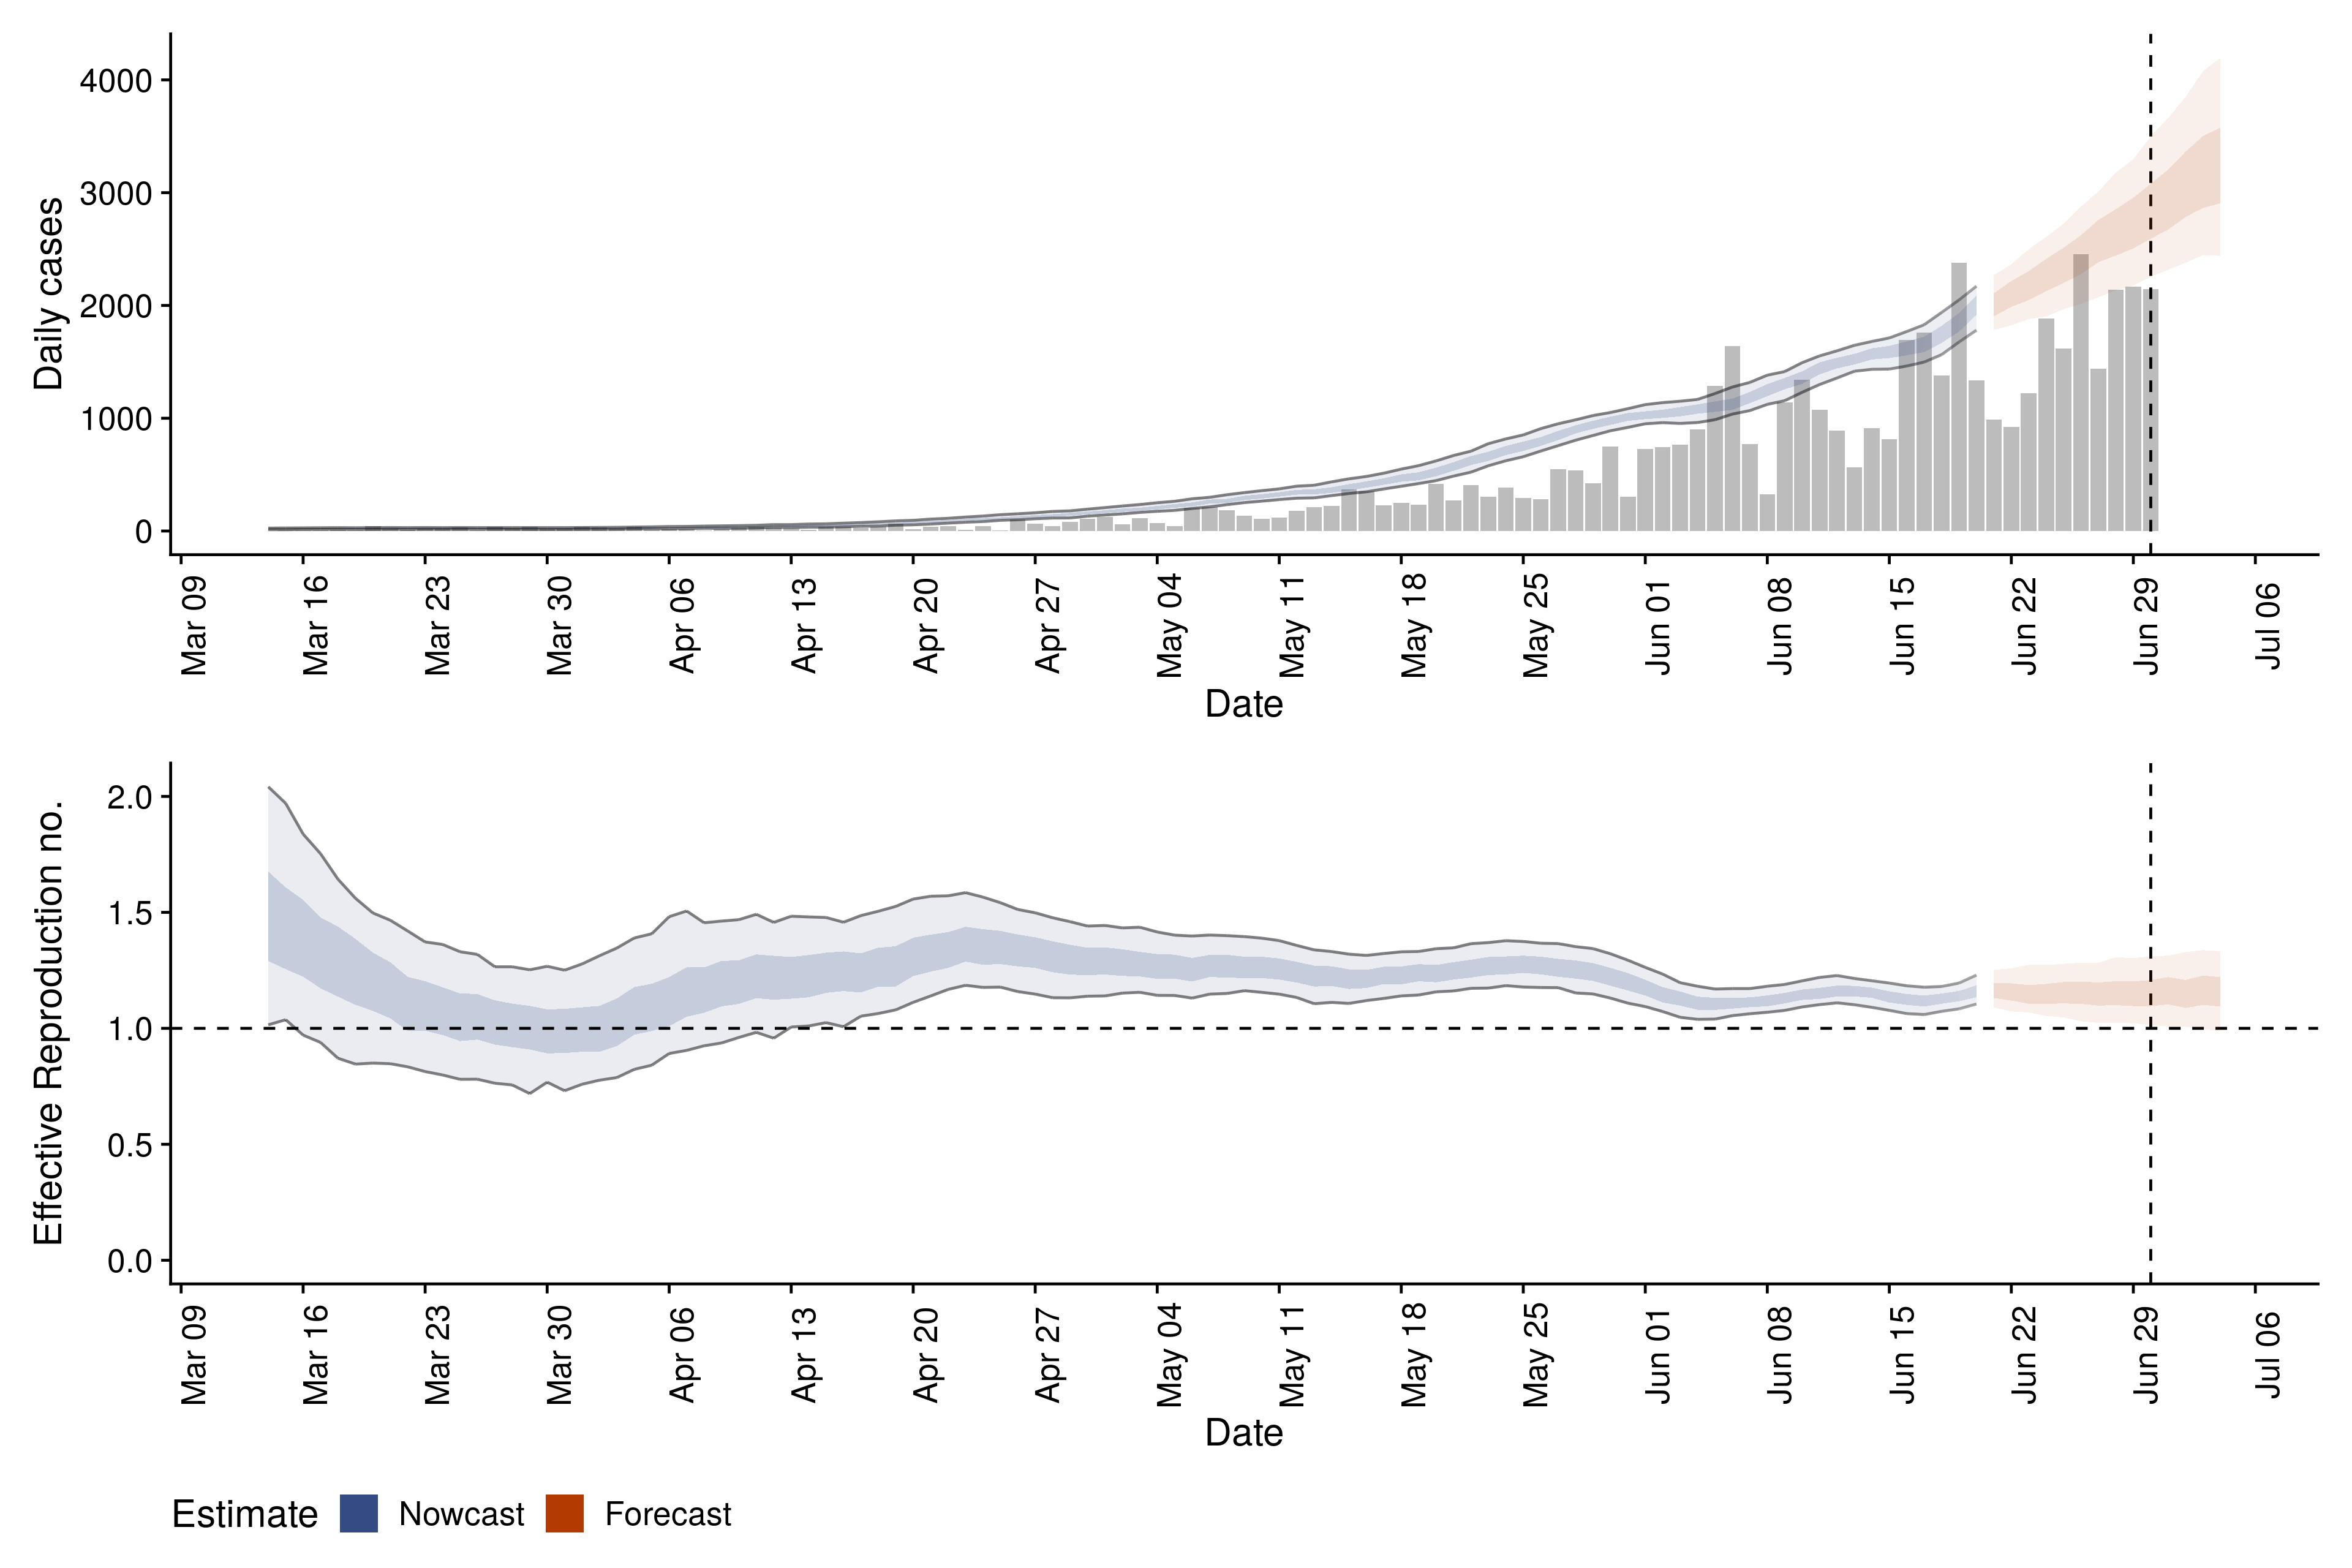 Daily cases
4000
3000
2000
1000
0
Mar 09
Mar 16
Mar 23
Mar 30
Apr 06
Apr 13
Apr 20
Apr 27
May 04
May 11
May 18
May 25
Jun 01
Jun 08
Jun 15
Jun 22
Jun 29
Jul 06
Date
Effective Reproduction no.
2.0
1.5
1.0
0.5
0.0
Mar 09
Mar 16
Mar 23
Mar 30
Apr 06
Apr 13
Apr 20
Apr 27
May 04
May 11
May 18
May 25
Jun 01
Jun 08
Jun 15
Jun 22
Jun 29
Jul 06
Date
Estimate Nowcast Forecast